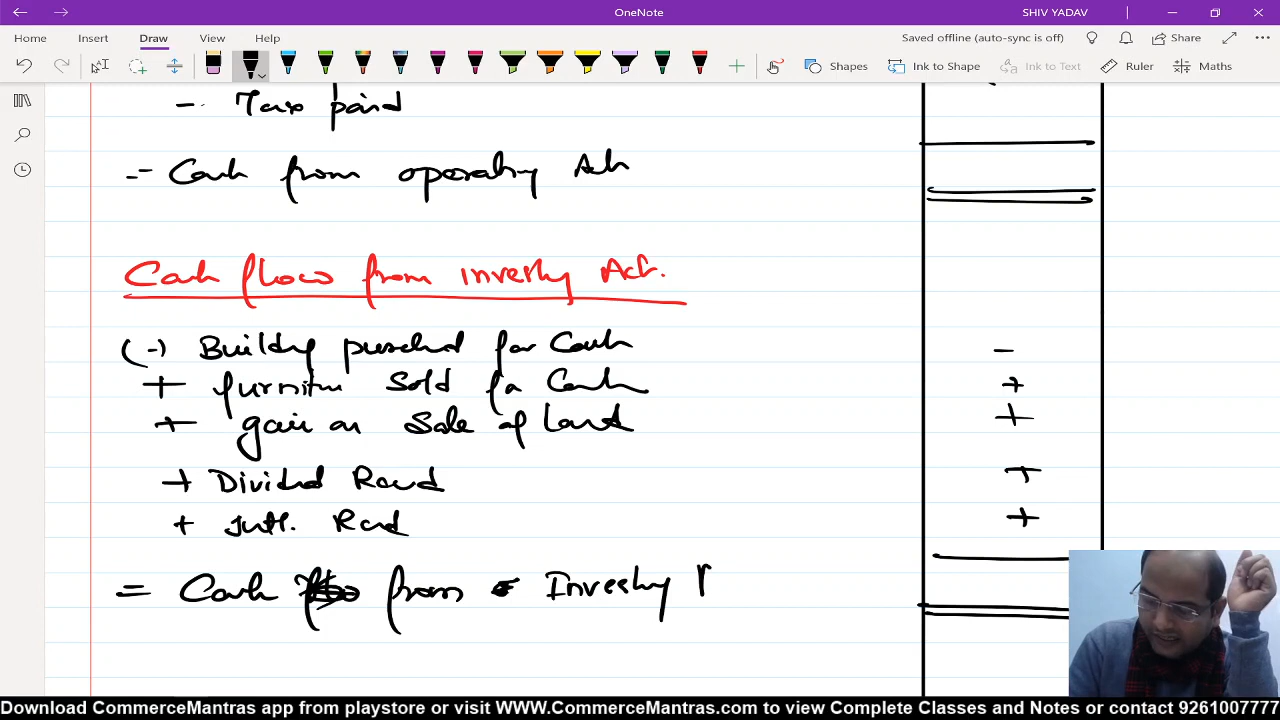 OneNote
SHIV YADAV
Home Insert Draw View Help
Saved offline (auto-sync is off)
Share
Shapes
Ink to Shape
Ink to Text
Ruler
Maths
- Tax paid
Cash from operating Act
Cash flow from investing Act.
(-) Building purchased for Cash -
+ furniture Sold for Cash +
+ gain on Sale of Land +
+ Dividend Recd +
+ Intt. Recd +
= Cash from Investing
Download CommerceMantras app from playstore or visit WWW.CommerceMantras.com to view Complete Classes and Notes or contact 9261007777